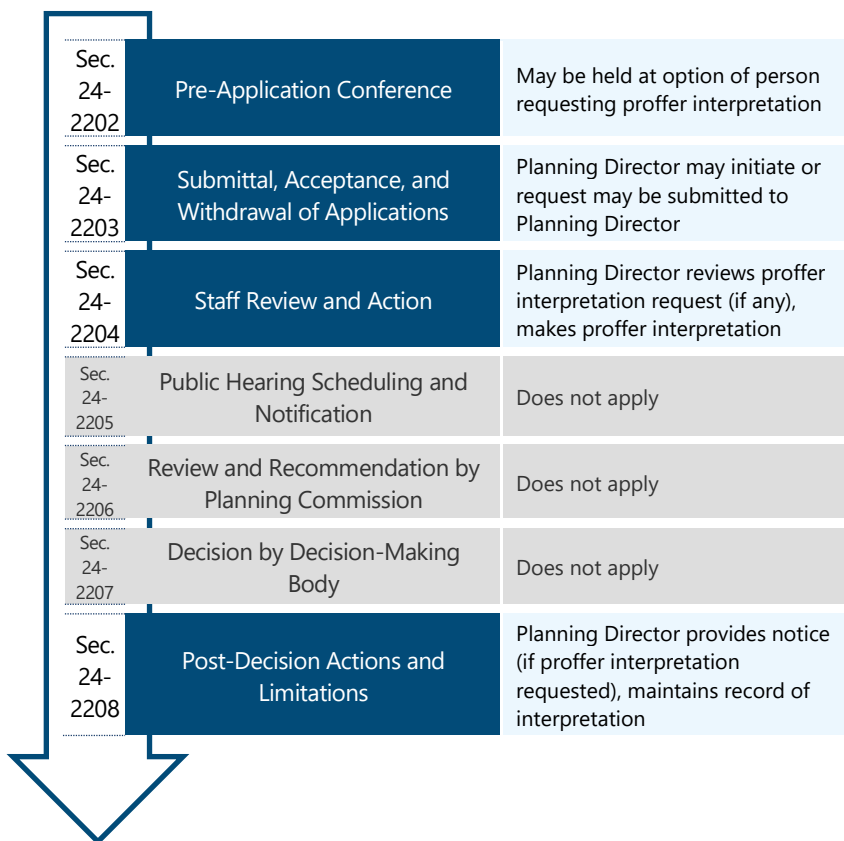 Sec.
24-
2202
Pre-Application Conference
May be held at option of person
requesting proffer interpretation
Sec.
24-
2203
Submittal, Acceptance, and
Withdrawal of Applications
Planning Director may initiate or
request may be submitted to
Planning Director
Sec.
24-
2204
Staff Review and Action
Planning Director reviews proffer
interpretation request (if any),
makes proffer interpretation
Sec.
24-
2205
Public Hearing Scheduling and
Notification
Does not apply
Sec.
24-
2206
Review and Recommendation by
Planning Commission
Does not apply
Sec.
24-
2207
Decision by Decision-Making
Body
Does not apply
Sec.
24-
2208
Post-Decision Actions and
Limitations
Planning Director provides notice
(if proffer interpretation
requested), maintains record of
interpretation